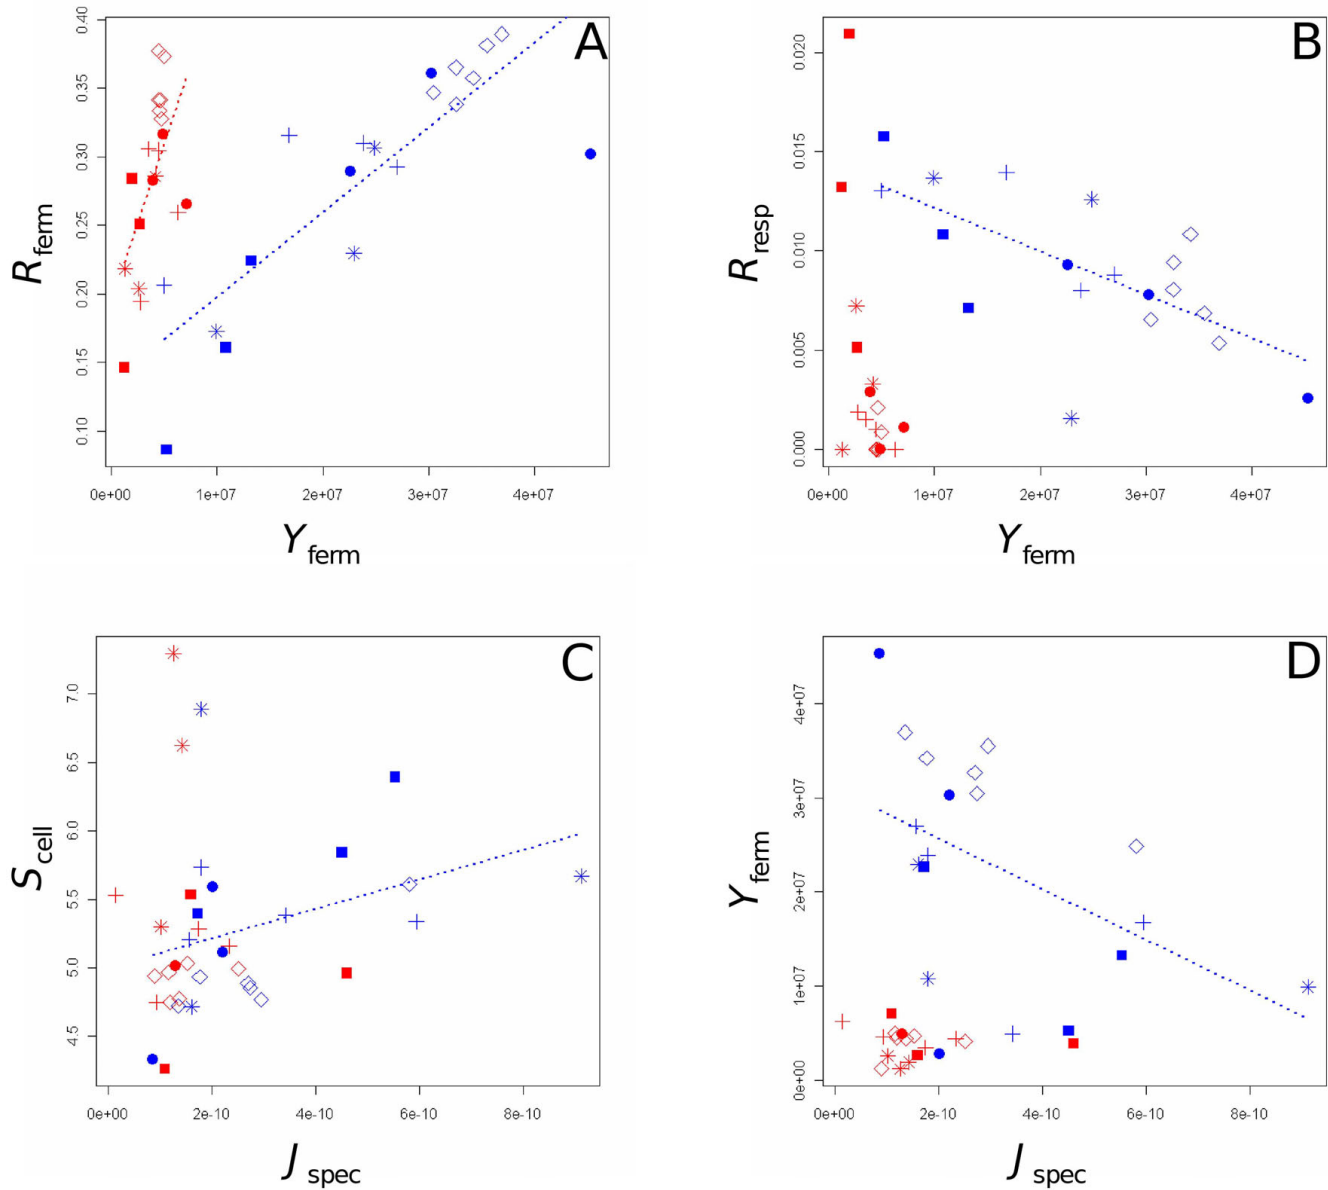 A
0.40
0.35
0.30
0.25
0.20
0.15
0.10
R ferm
0e+00 1e+07 2e+07 3e+07 4e+07
Y ferm
B
0.020
0.015
0.010
0.005
0.000
R resp
0e+00 1e+07 2e+07 3e+07 4e+07
Y ferm
C
7.0
6.5
6.0
5.5
5.0
4.5
S cell
0e+00 2e-10 4e-10 6e-10 8e-10
J spec
D
4e+07
3e+07
2e+07
1e+07
0e+00
Y ferm
0e+00 2e-10 4e-10 6e-10 8e-10
J spec